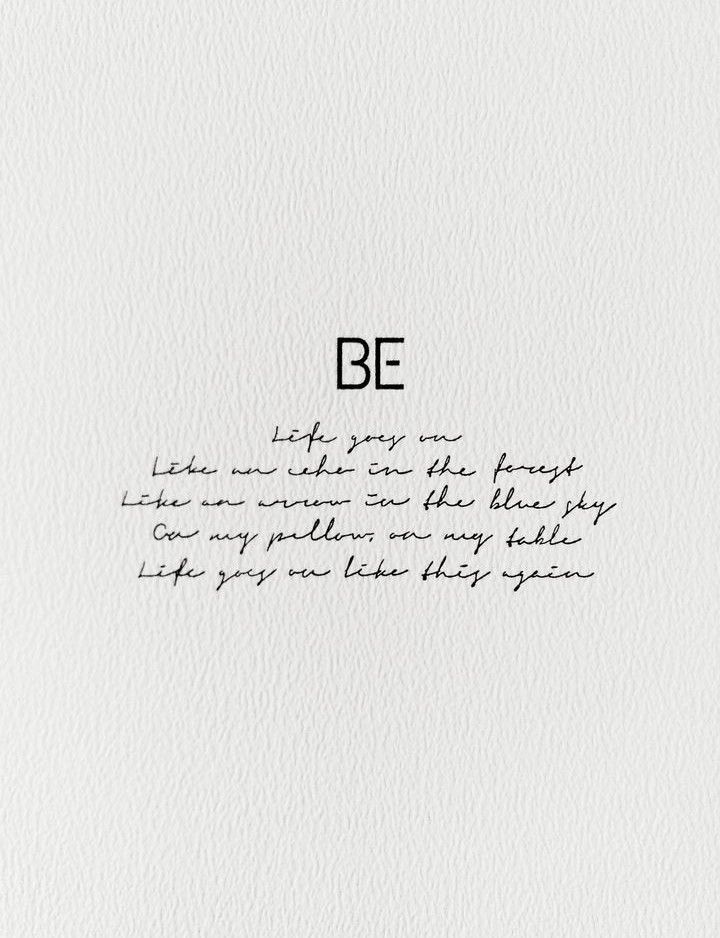 BE
Life goes on
Like an echo in the forest
Like an arrow in the blue sky
On my pillow, on my table
Life goes on like this again